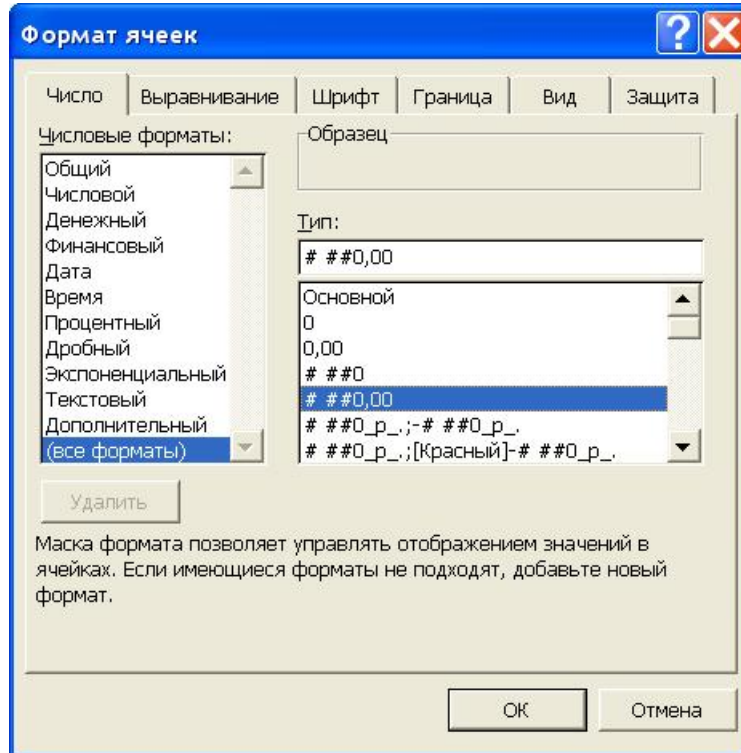 Формат ячеек
Число
Выравнивание
Шрифт
Граница
Вид
Защита
Числовые форматы:
Общий
Числовой
Денежный
Финансовый
Дата
Время
Процентный
Дробный
Экспоненциальный
Текстовый
Дополнительный
(все форматы)
Образец
Тип:
# ##0,00
Основной
0
0,00
# ##0
# ##0,00
# ##0_р_.;-# ##0_р_.
# ##0_р_.;[Красный]-# ##0_р_.
Удалить
Маска формата позволяет управлять отображением значений в
ячейках. Если имеющиеся форматы не подходят, добавьте новый
формат.
ОК
Отмена